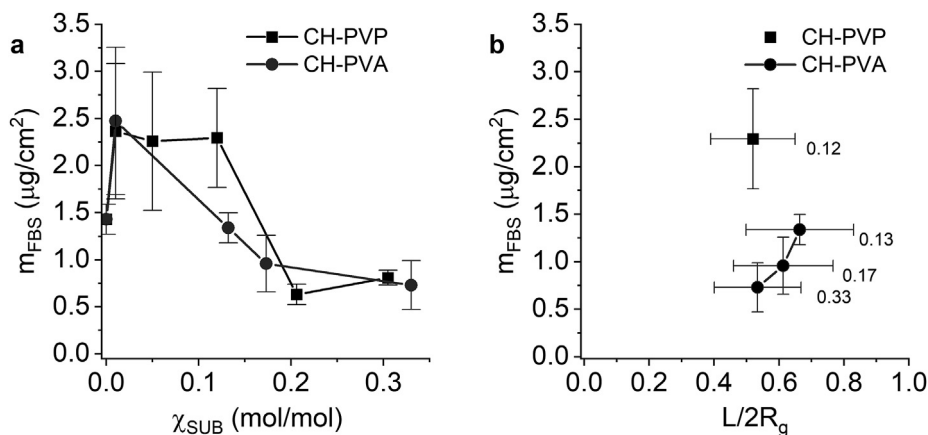 a
CH-PVP
CH-PVA
3.5
3.0
2.5
2.0
1.5
1.0
0.5
0.0
m_FBS (μg/cm²)
0.0 0.1 0.2 0.3
χ_SUB (mol/mol)
b
CH-PVP
CH-PVA
3.5
3.0
2.5
2.0
1.5
1.0
0.5
0.0
m_FBS (μg/cm²)
0.12
0.13
0.17
0.33
0.0 0.2 0.4 0.6 0.8 1.0
L/2R_g